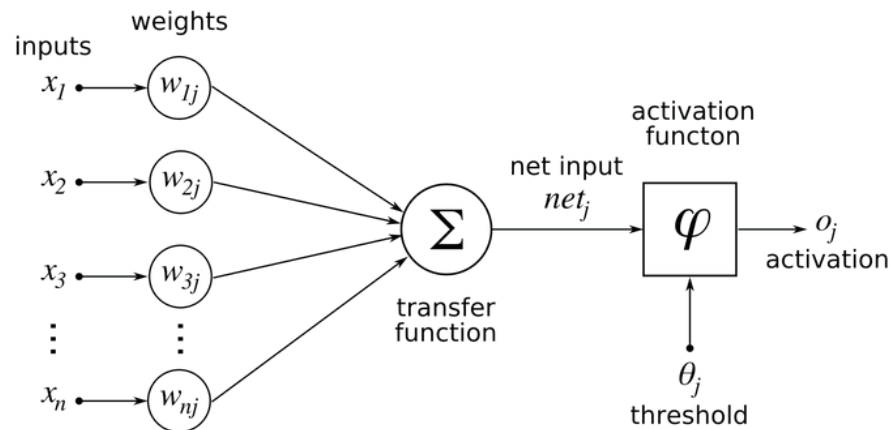 weights
inputs
x1
w1j
x2
w2j
x3
w3j
⋮ ⋮
xn
wnj
Σ
transfer
function
net input
netj
activation
functon
φ
oj
activation
θj
threshold